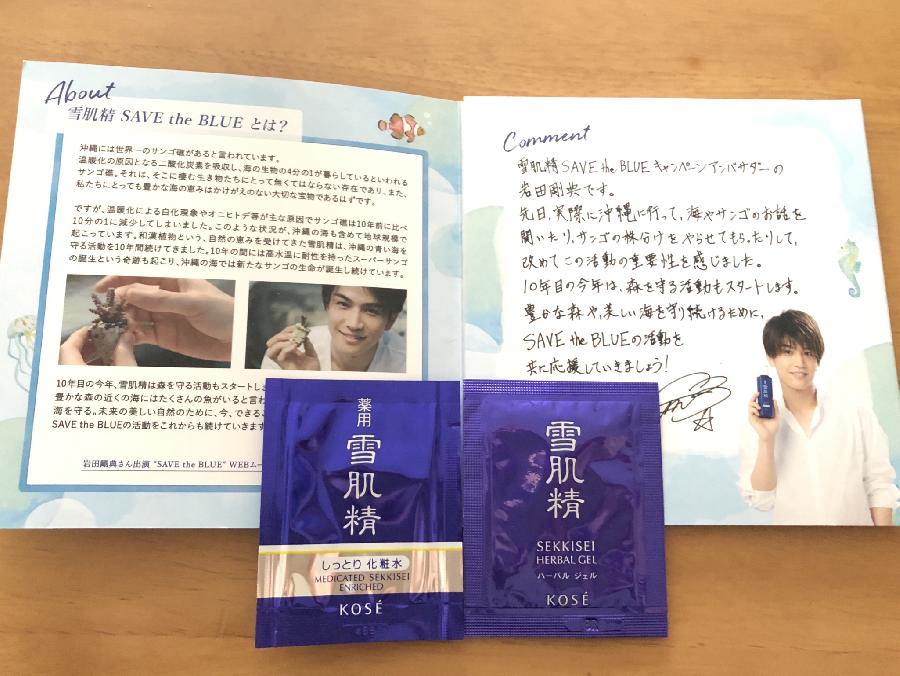 About
雪肌精 SAVE the BLUE とは？
沖縄には世界一のサンゴ礁があると言われています。
温暖化の原因となる二酸化炭素を吸収し、海の生物の4分の1が暮らしているといわれる
サンゴ礁。それは、そこに棲む生き物たちにとって無くてはならない存在であり、また、
私たちにとっても豊かな海の恵みはかけがえのない大切な宝物であるはずです。
ですが、温暖化による白化現象やオニヒトデ等が主な原因でサンゴ礁は10年前に比べ
10分の1に減少してしまいました。このような状況が、沖縄の海も含めて地球規模で
起こっています。和漢植物という、自然の恵みを受けてきた雪肌精は、沖縄の青い海を
守る活動を10年間続けてきました。10年の間には高水温に耐性を持ったスーパーサンゴ
の誕生という奇跡も起こり、沖縄の海では新たなサンゴの生命が誕生し続けています。
10年目の今年、雪肌精は森を守る活動もスタートし
豊かな森の近くの海にはたくさんの魚がいると言わ
海を守る。未来の美しい自然のために、今、できるこ
SAVE the BLUEの活動をこれからも続けていきます
岩田剛典さん出演 “SAVE the BLUE” WEBムー
Comment
雪肌精 SAVE the BLUE キャンペーンアンバサダーの
岩田剛典です。
先日、実際に沖縄に行って、海やサンゴのお話を
聞いたり、サンゴの株分けをやらせてもらったりして、
改めてこの活動の重要性を感じました。
10年目の今年は、森を守る活動もスタートします。
豊かな森や、美しい海を守り続けるために、
SAVE the BLUEの活動を
共に応援していきましょう！
薬用
雪肌精
しっとり 化粧水
MEDICATED SEKKISEI
ENRICHED
KOSÉ
雪肌精
SEKKISEI
HERBAL GEL
ハーバル ジェル
KOSÉ